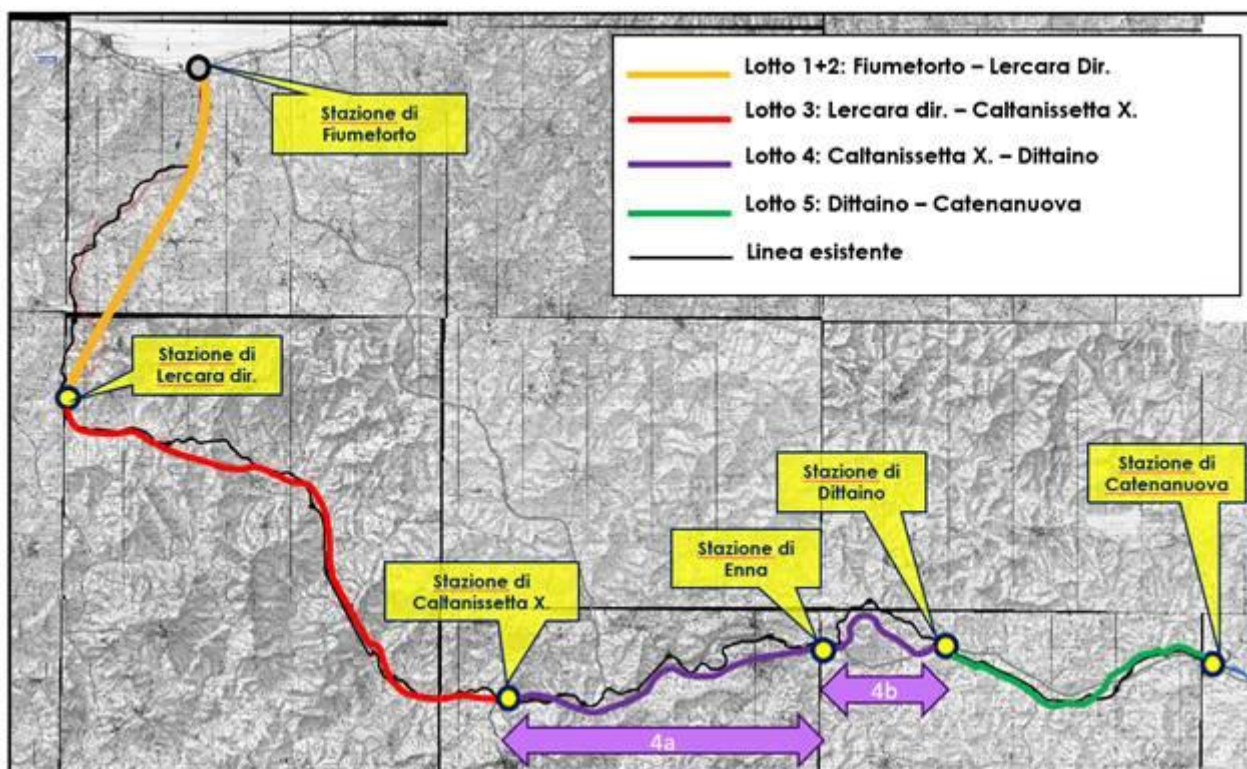 Lotto 1+2: Fiumetorto – Lercara Dir.
Lotto 3: Lercara dir. – Caltanissetta X.
Lotto 4: Caltanissetta X. – Dittaino
Lotto 5: Dittaino – Catenanuova
Linea esistente
Stazione di
Fiumetorto
Stazione di
Lercara dir.
Stazione di
Caltanissetta X.
Stazione di
Enna
Stazione di
Dittaino
Stazione di
Catenanuova
4a
4b